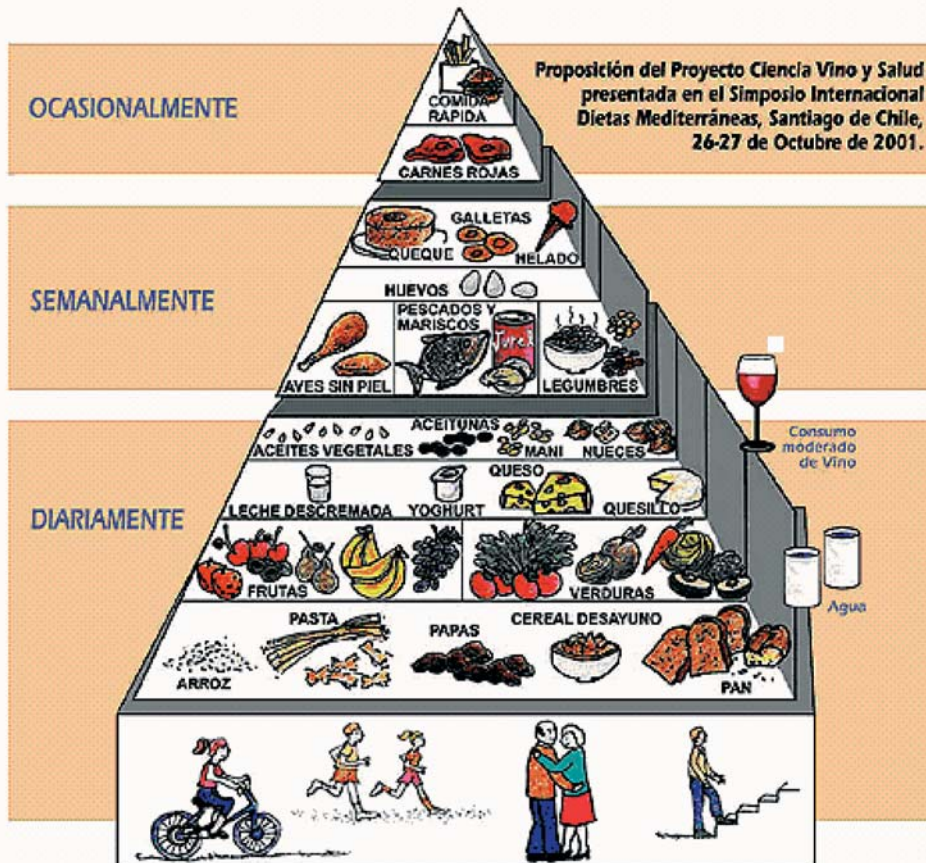 Proposición del Proyecto Ciencia Vino y Salud
presentada en el Simposio Internacional
Dietas Mediterráneas, Santiago de Chile,
26-27 de Octubre de 2001.
OCASIONALMENTE
COMIDA
RAPIDA
CARNES ROJAS
SEMANALMENTE
GALLETAS
QUEQUE
HELADO
HUEVOS
PESCADOS Y
MARISCOS
Jurel
AVES SIN PIEL
LEGUMBRES
DIARIAMENTE
ACEITUNAS
ACEITES VEGETALES
MANI
NUECES
Consumo
moderado
de Vino
QUESO
LECHE DESCREMADA
YOGHURT
QUESILLO
FRUTAS
VERDURAS
Agua
PASTA
PAPAS
CEREAL DESAYUNO
ARROZ
PAN